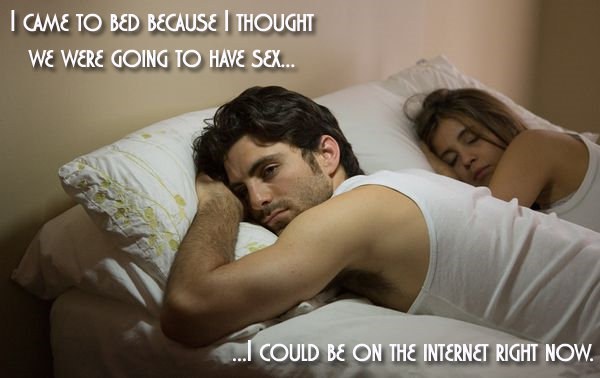 I CAME TO BED BECAUSE I THOUGHT
WE WERE GOING TO HAVE SEX...
...I COULD BE ON THE INTERNET RIGHT NOW.